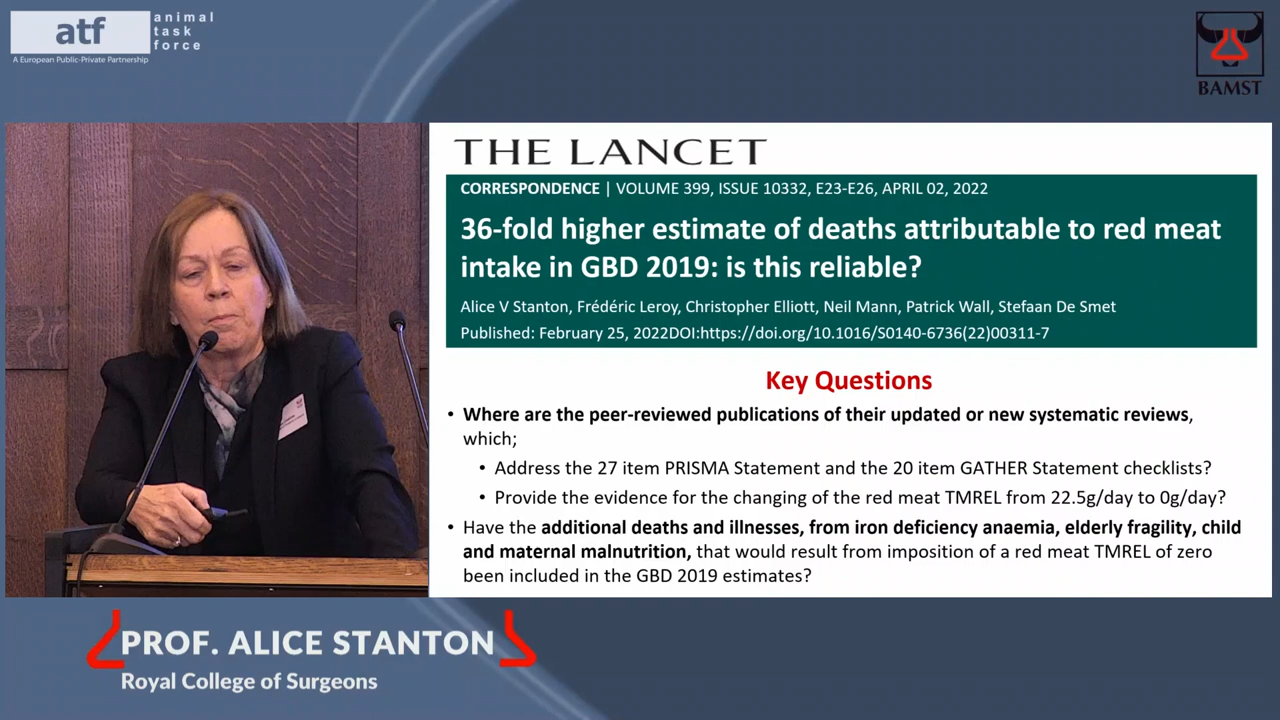 atf
animal
task
force
A European Public-Private Partnership
BAMST
THE LANCET
CORRESPONDENCE | VOLUME 399, ISSUE 10332, E23-E26, APRIL 02, 2022
36-fold higher estimate of deaths attributable to red meat
intake in GBD 2019: is this reliable?
Alice V Stanton, Frédéric Leroy, Christopher Elliott, Neil Mann, Patrick Wall, Stefaan De Smet
Published: February 25, 2022DOI:https://doi.org/10.1016/S0140-6736(22)00311-7
Key Questions
• Where are the peer-reviewed publications of their updated or new systematic reviews,
which;
• Address the 27 item PRISMA Statement and the 20 item GATHER Statement checklists?
• Provide the evidence for the changing of the red meat TMREL from 22.5g/day to 0g/day?
• Have the additional deaths and illnesses, from iron deficiency anaemia, elderly fragility, child
and maternal malnutrition, that would result from imposition of a red meat TMREL of zero
been included in the GBD 2019 estimates?
PROF. ALICE STANTON
Royal College of Surgeons